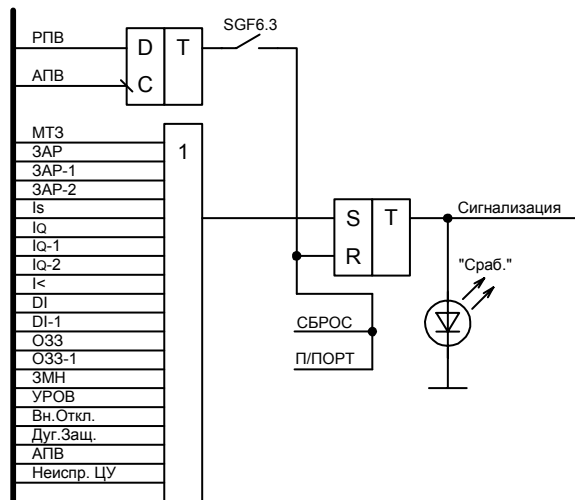 РПВ
D
T
SGF6.3
АПВ
C
МТЗ
1
ЗАР
ЗАР-1
ЗАР-2
Is
S
T
Сигнализация
IQ
IQ-1
R
IQ-2
"Сраб."
I<
DI
DI-1
СБРОС
ОЗЗ
ОЗЗ-1
П/ПОРТ
ЗМН
УРОВ
Вн.Откл.
Дуг.Защ.
АПВ
Неиспр. ЦУ